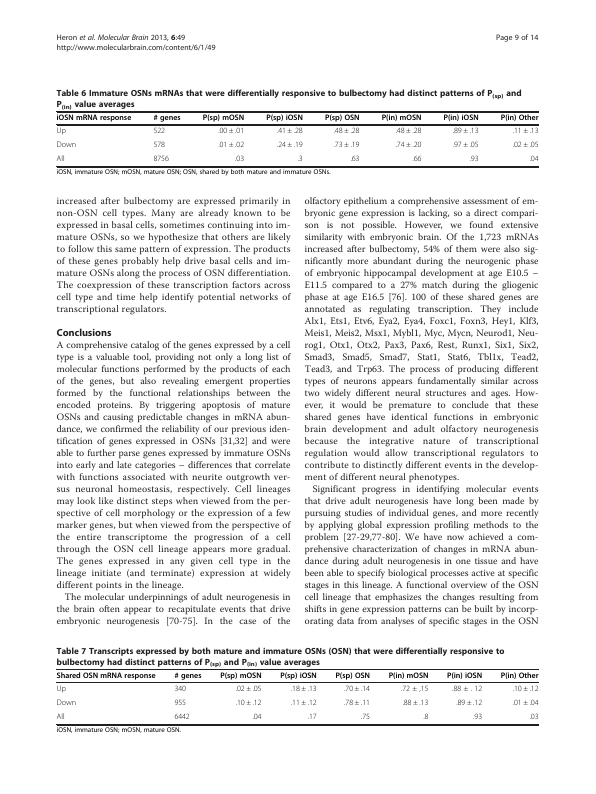 Heron et al. Molecular Brain 2013, 6:49
http://www.molecularbrain.com/content/6/1/49
Page 9 of 14
Table 6 Immature OSNs mRNAs that were differentially responsive to bulbectomy had distinct patterns of P(sp) and
P(in) value averages
iOSN mRNA response # genes P(sp) mOSN P(sp) iOSN P(sp) OSN P(in) mOSN P(in) iOSN P(in) Other
Up 522 .00 ± .01 .41 ± .28 .48 ± .28 .48 ± .28 .89 ± .13 .11 ± .13
Down 578 .01 ± .02 .24 ± .19 .73 ± .19 .74 ± .20 .97 ± .05 .02 ± .05
All 8756 .03 .3 .63 .66 .93 .04
iOSN, immature OSN; mOSN, mature OSN; OSN, shared by both mature and immature OSNs.
increased after bulbectomy are expressed primarily in
non-OSN cell types. Many are already known to be
expressed in basal cells, sometimes continuing into im-
mature OSNs, so we hypothesize that others are likely
to follow this same pattern of expression. The products
of these genes probably help drive basal cells and im-
mature OSNs along the process of OSN differentiation.
The coexpression of these transcription factors across
cell type and time help identify potential networks of
transcriptional regulators.
Conclusions
A comprehensive catalog of the genes expressed by a cell
type is a valuable tool, providing not only a long list of
molecular functions performed by the products of each
of the genes, but also revealing emergent properties
formed by the functional relationships between the
encoded proteins. By triggering apoptosis of mature
OSNs and causing predictable changes in mRNA abun-
dance, we confirmed the reliability of our previous iden-
tification of genes expressed in OSNs [31,32] and were
able to further parse genes expressed by immature OSNs
into early and late categories – differences that correlate
with functions associated with neurite outgrowth ver-
sus neuronal homeostasis, respectively. Cell lineages
may look like distinct steps when viewed from the per-
spective of cell morphology or the expression of a few
marker genes, but when viewed from the perspective of
the entire transcriptome the progression of a cell
through the OSN cell lineage appears more gradual.
The genes expressed in any given cell type in the
lineage initiate (and terminate) expression at widely
different points in the lineage.
The molecular underpinnings of adult neurogenesis in
the brain often appear to recapitulate events that drive
embryonic neurogenesis [70-75]. In the case of the
olfactory epithelium a comprehensive assessment of em-
bryonic gene expression is lacking, so a direct compari-
son is not possible. However, we found extensive
similarity with embryonic brain. Of the 1,723 mRNAs
increased after bulbectomy, 54% of them were also sig-
nificantly more abundant during the neurogenic phase
of embryonic hippocampal development at age E10.5 –
E11.5 compared to a 27% match during the gliogenic
phase at age E16.5 [76]. 100 of these shared genes are
annotated as regulating transcription. They include
Alx1, Ets1, Etv6, Eya2, Eya4, Foxc1, Foxn3, Hey1, Klf3,
Meis1, Meis2, Msx1, Mybl1, Myc, Mycn, Neurod1, Neu-
rog1, Otx1, Otx2, Pax3, Pax6, Rest, Runx1, Six1, Six2,
Smad3, Smad5, Smad7, Stat1, Stat6, Tbl1x, Tead2,
Tead3, and Trp63. The process of producing different
types of neurons appears fundamentally similar across
two widely different neural structures and ages. How-
ever, it would be premature to conclude that these
shared genes have identical functions in embryonic
brain development and adult olfactory neurogenesis
because the integrative nature of transcriptional
regulation would allow transcriptional regulators to
contribute to distinctly different events in the develop-
ment of different neural phenotypes.
Significant progress in identifying molecular events
that drive adult neurogenesis have long been made by
pursuing studies of individual genes, and more recently
by applying global expression profiling methods to the
problem [27-29,77-80]. We have now achieved a com-
prehensive characterization of changes in mRNA abun-
dance during adult neurogenesis in one tissue and have
been able to specify biological processes active at specific
stages in this lineage. A functional overview of the OSN
cell lineage that emphasizes the changes resulting from
shifts in gene expression patterns can be built by incorp-
orating data from analyses of specific stages in the OSN
Table 7 Transcripts expressed by both mature and immature OSNs (OSN) that were differentially responsive to
bulbectomy had distinct patterns of P(sp) and P(in) value averages
Shared OSN mRNA response # genes P(sp) mOSN P(sp) iOSN P(sp) OSN P(in) mOSN P(in) iOSN P(in) Other
Up 340 .02 ± .05 .18 ± .13 .70 ± .14 .72 ± .15 .88 ± . 12 .10 ± .12
Down 955 .10 ± .12 .11 ± .12 .78 ± .11 .88 ± .13 .89 ± .12 .01 ± .04
All 6442 .04 .17 .75 .8 .93 .03
iOSN, immature OSN; mOSN, mature OSN.